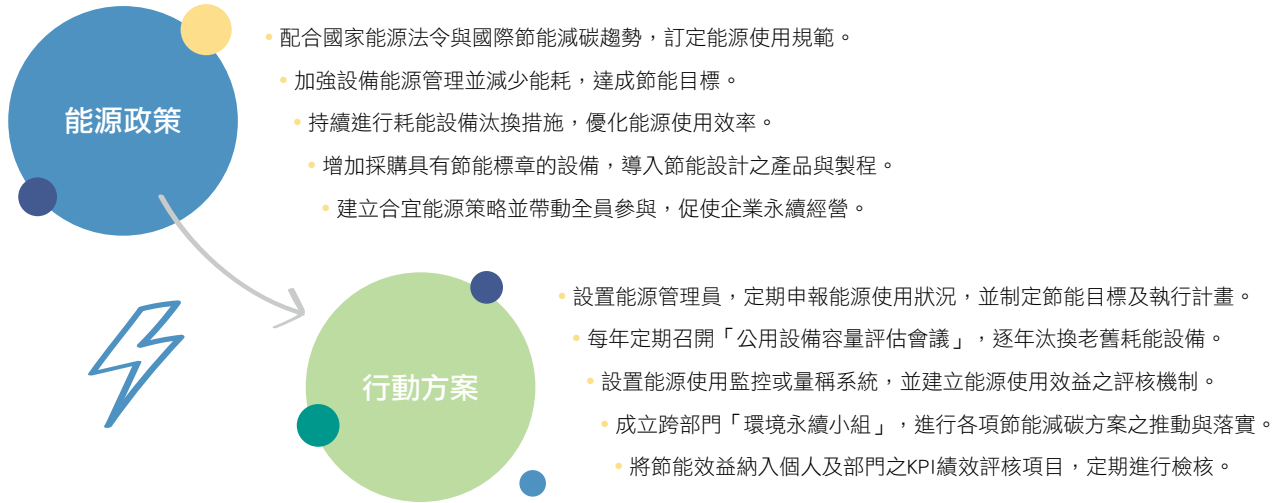 能源政策
• 配合國家能源法令與國際節能減碳趨勢，訂定能源使用規範。
• 加強設備能源管理並減少能耗，達成節能目標。
• 持續進行耗能設備汰換措施，優化能源使用效率。
• 增加採購具有節能標章的設備，導入節能設計之產品與製程。
• 建立合宜能源策略並帶動全員參與，促使企業永續經營。
行動方案
• 設置能源管理員，定期申報能源使用狀況，並制定節能目標及執行計畫。
• 每年定期召開「公用設備容量評估會議」，逐年汰換老舊耗能設備。
• 設置能源使用監控或量稱系統，並建立能源使用效益之評核機制。
• 成立跨部門「環境永續小組」，進行各項節能減碳方案之推動與落實。
• 將節能效益納入個人及部門之KPI績效評核項目，定期進行檢核。